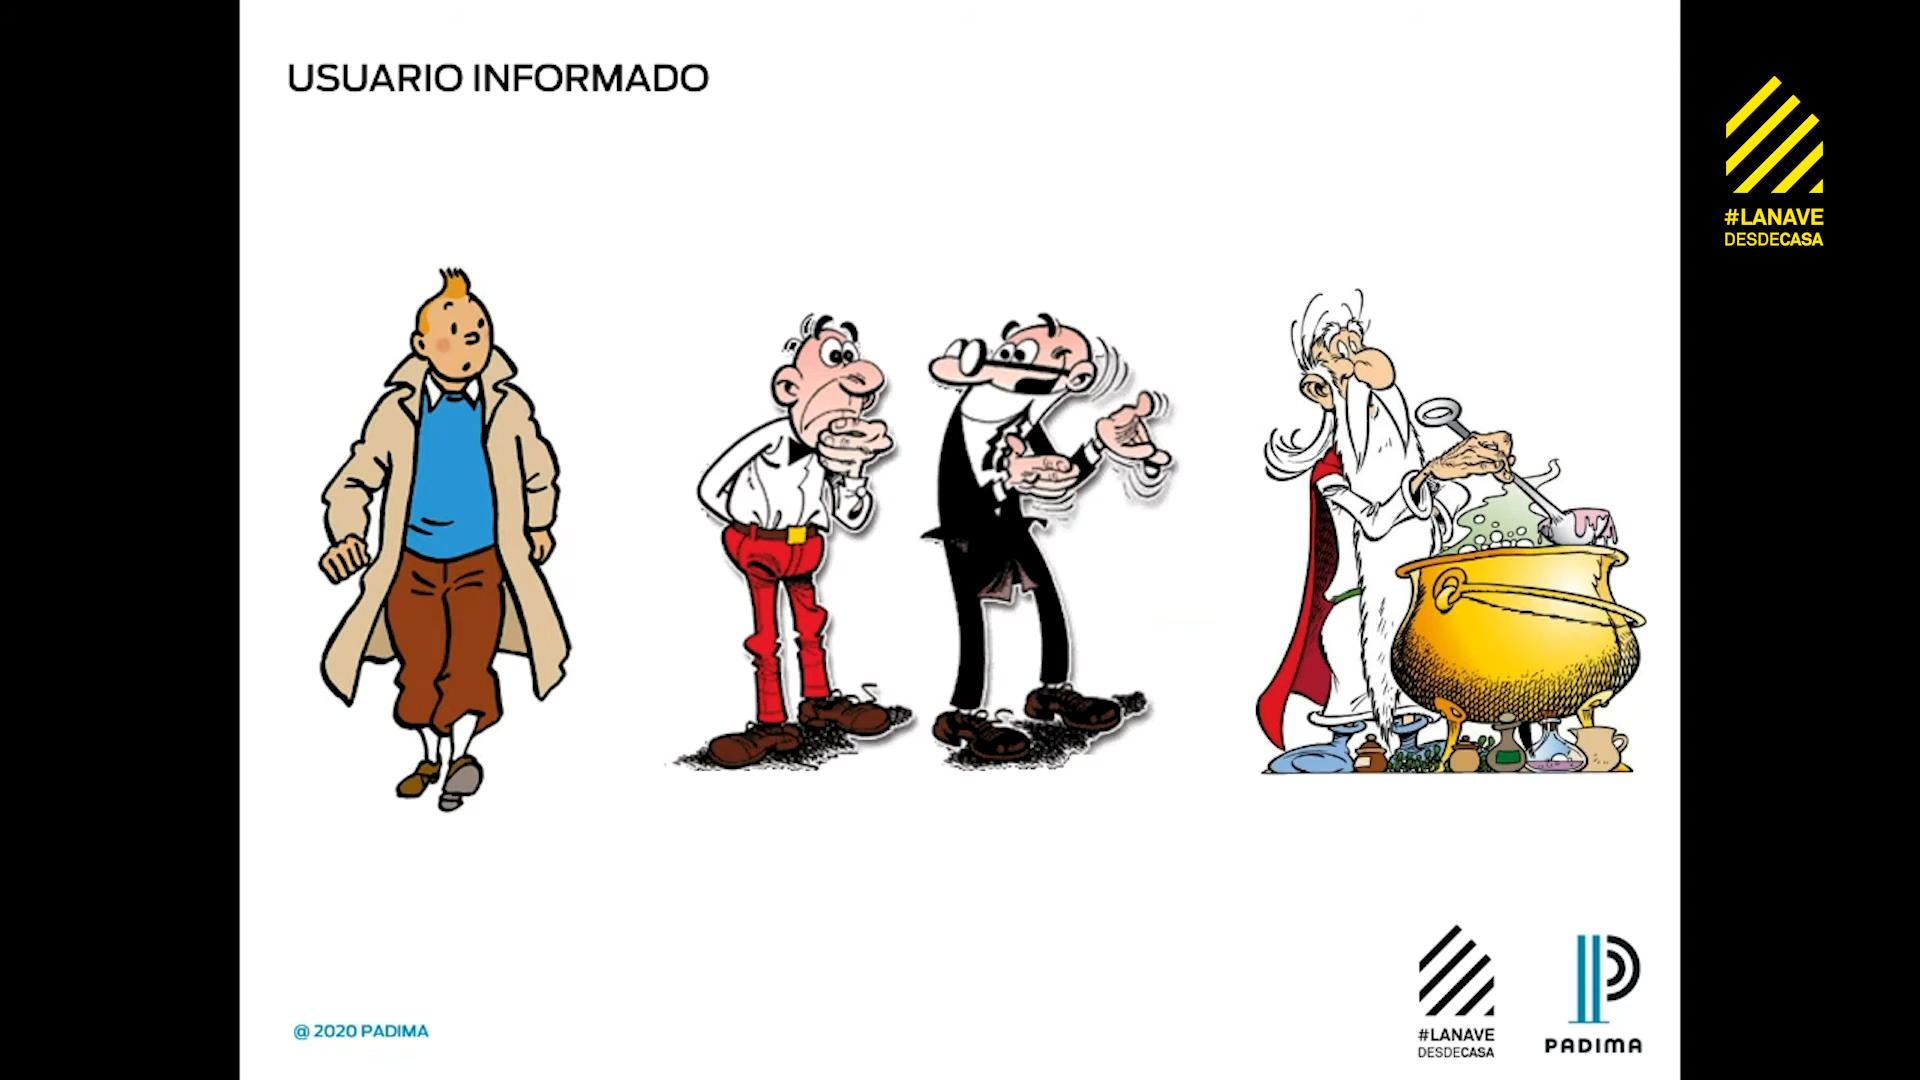 USUARIO INFORMADO
#LANAVE
DESDECASA
@ 2020 PADIMA
#LANAVE
DESDECASA
PADIMA